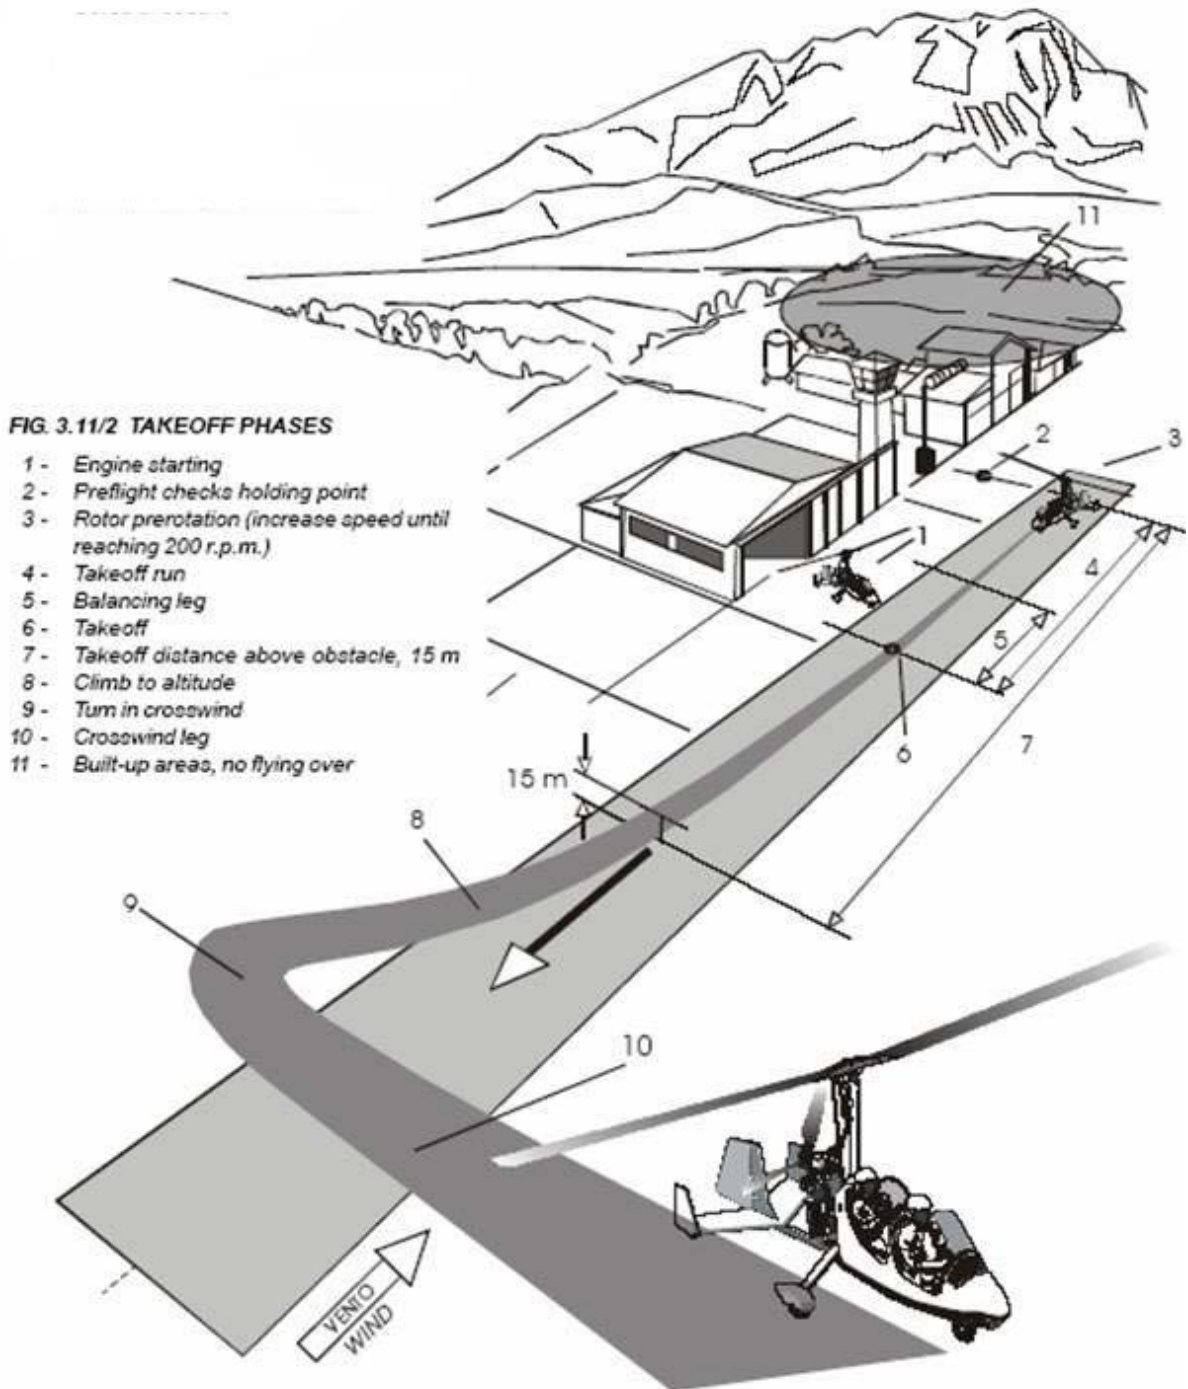 FIG. 3.11/2 TAKEOFF PHASES
1 - Engine starting
2 - Preflight checks holding point
3 - Rotor prerotation (increase speed until
reaching 200 r.p.m.)
4 - Takeoff run
5 - Balancing leg
6 - Takeoff
7 - Takeoff distance above obstacle, 15 m
8 - Climb to altitude
9 - Turn in crosswind
10 - Crosswind leg
11 - Built-up areas, no flying over
11
2
3
1
4
5
6
7
15 m
8
9
10
VENTO
WIND